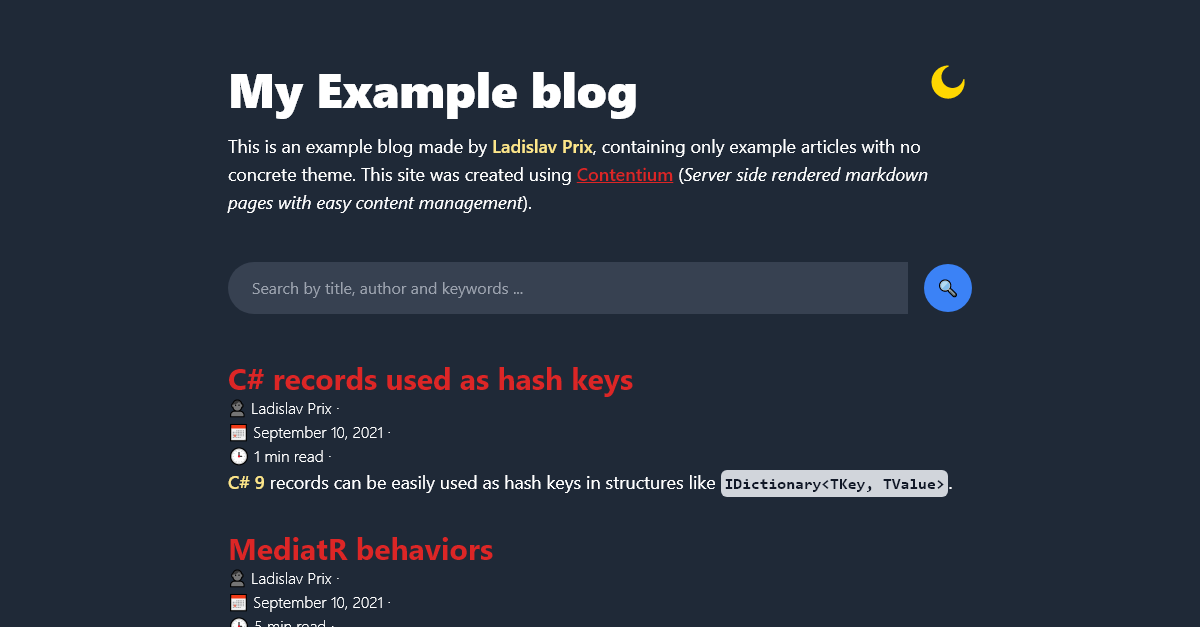 My Example blog
This is an example blog made by Ladislav Prix, containing only example articles with no
concrete theme. This site was created using Contentium (Server side rendered markdown
pages with easy content management).
Search by title, author and keywords ...
C# records used as hash keys
Ladislav Prix ·
September 10, 2021 ·
1 min read ·
C# 9 records can be easily used as hash keys in structures like IDictionary<TKey, TValue>.
MediatR behaviors
Ladislav Prix ·
September 10, 2021 ·
5 min read ·